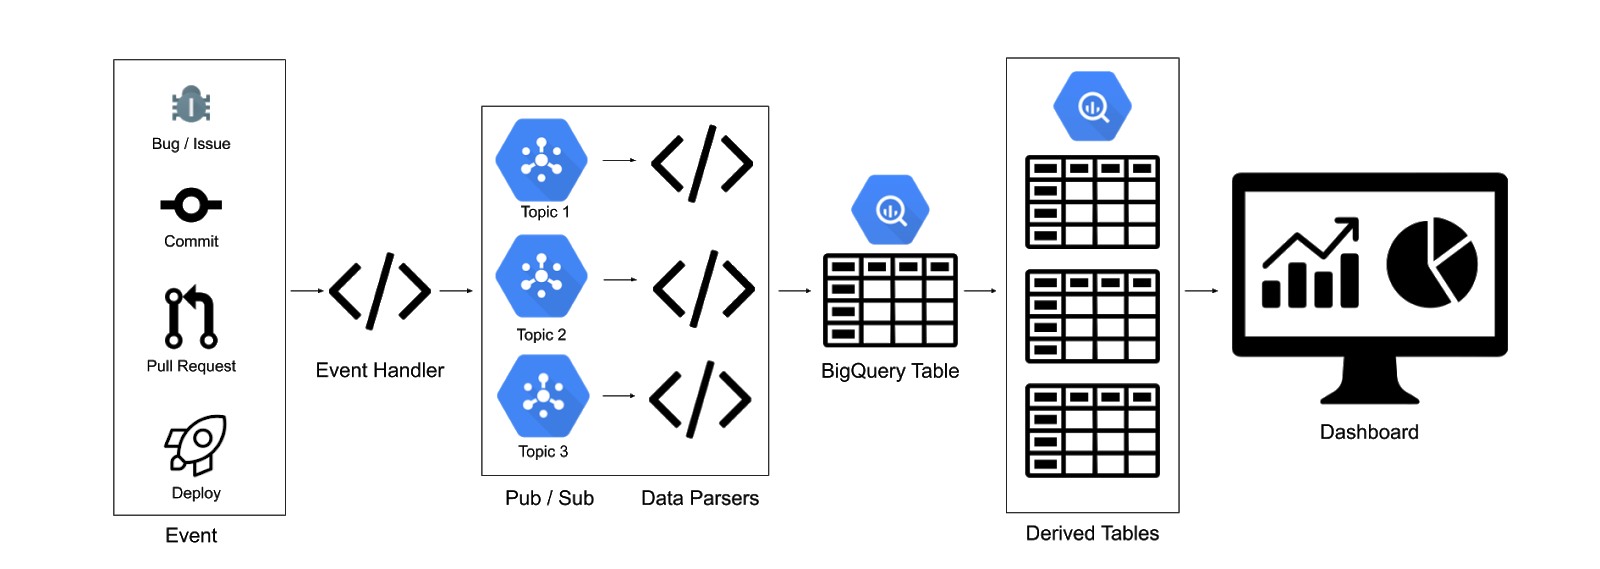 Bug / Issue
Commit
Pull Request
Deploy
Event
Event Handler
Topic 1
Topic 2
Topic 3
Pub / Sub
Data Parsers
BigQuery Table
Derived Tables
Dashboard